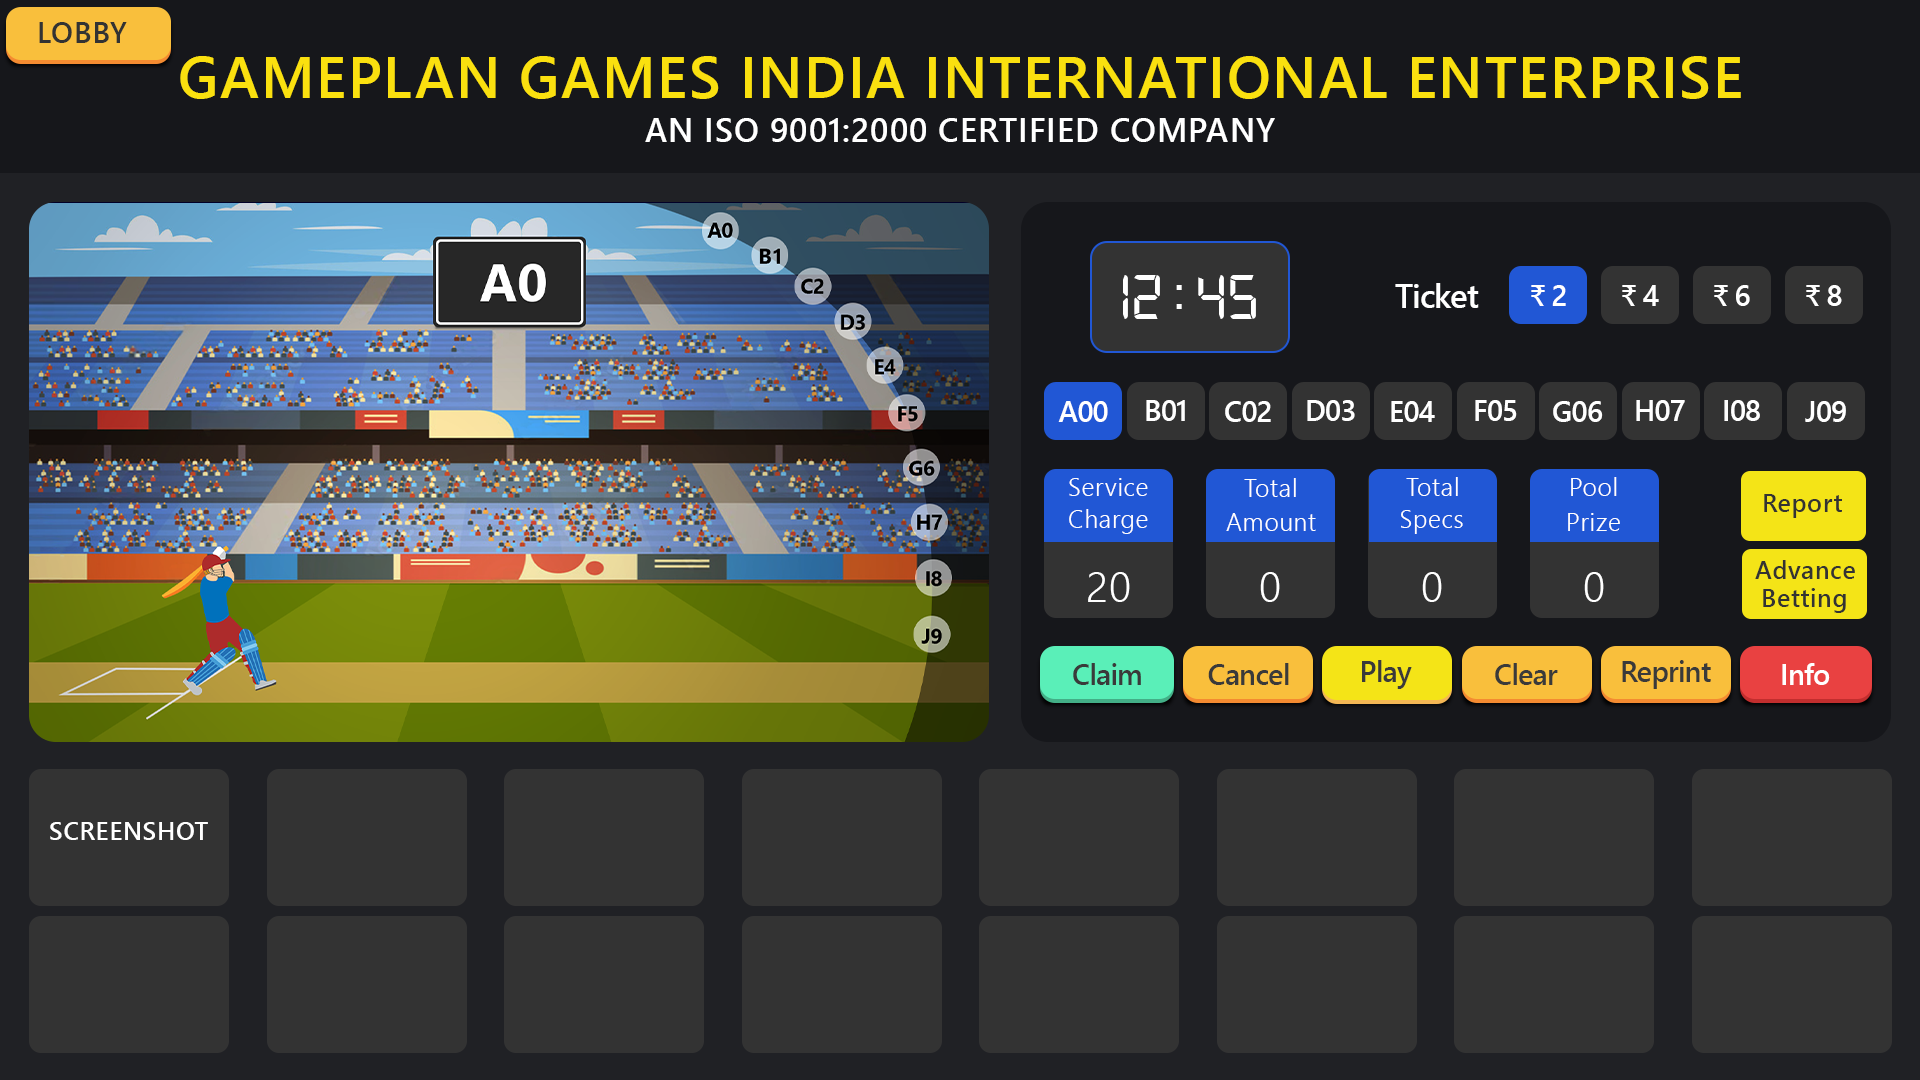 LOBBY
GAMEPLAN GAMES INDIA INTERNATIONAL ENTERPRISE
AN ISO 9001:2000 CERTIFIED COMPANY
A0
A0
B1
C2
D3
E4
F5
G6
H7
I8
J9
12:45
Ticket ₹ 2 ₹ 4 ₹ 6 ₹ 8
A00 B01 C02 D03 E04 F05 G06 H07 I08 J09
Service
Charge
20
Total
Amount
0
Total
Specs
0
Pool
Prize
0
Report
Advance
Betting
Claim Cancel Play Clear Reprint Info
SCREENSHOT